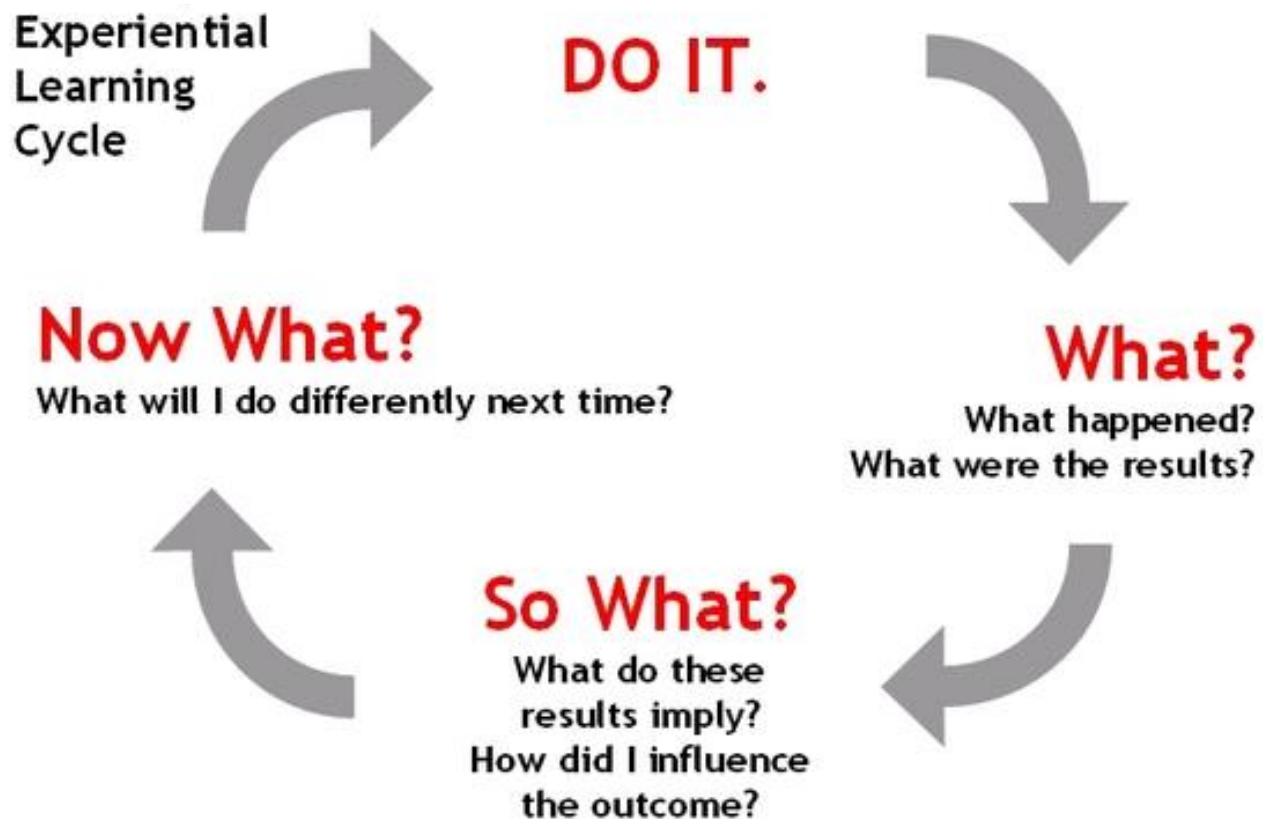 Experiential
Learning
Cycle
DO IT.
What?
What happened?
What were the results?
So What?
What do these
results imply?
How did I influence
the outcome?
Now What?
What will I do differently next time?